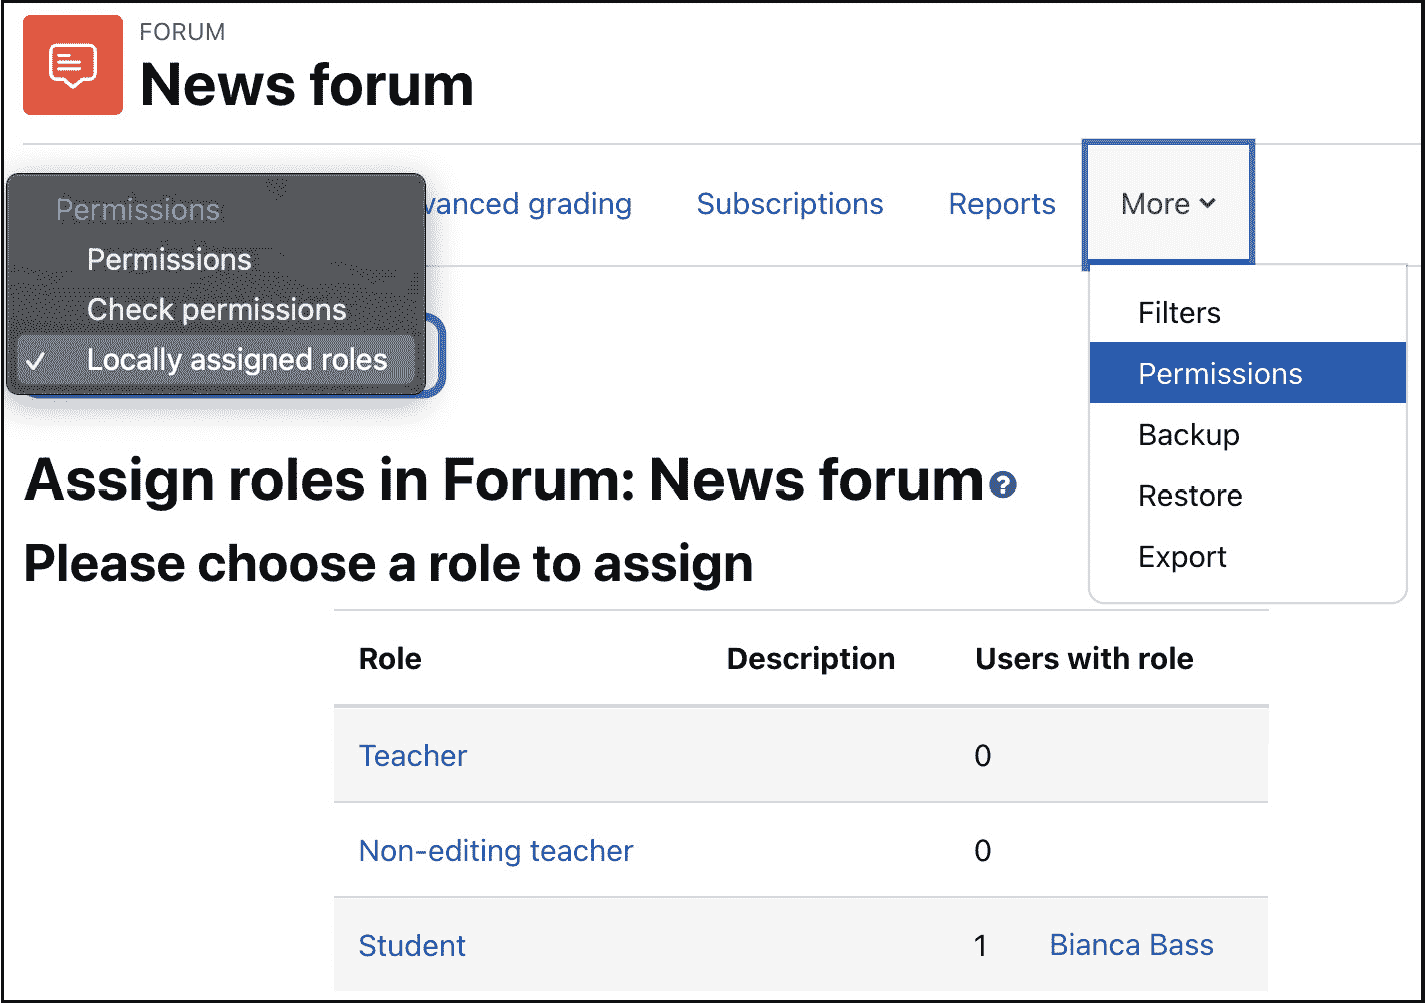 FORUM
News forum
vanced grading Subscriptions Reports More
Permissions
Permissions
Check permissions
Locally assigned roles
Filters
Permissions
Backup
Restore
Export
Assign roles in Forum: News forum
Please choose a role to assign
Role Description Users with role
Teacher 0
Non-editing teacher 0
Student 1 Bianca Bass